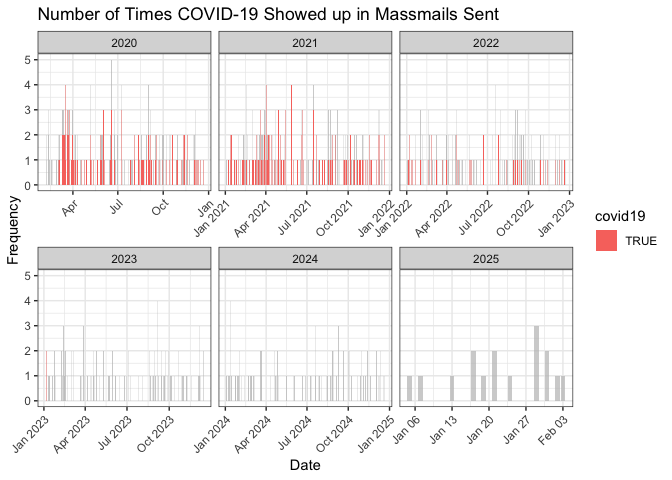 Number of Times COVID-19 Showed up in Massmails Sent
2020 2021 2022
5
4
3
2
1
0
Apr Jul Oct Jan
Jan 2021 Apr 2021 Jul 2021 Oct 2021 Jan 2022
Jan 2022 Apr 2022 Jul 2022 Oct 2022 Jan 2023
Frequency
covid19
TRUE
2023 2024 2025
5
4
3
2
1
0
Jan 2023 Apr 2023 Jul 2023 Oct 2023
Jan 2024 Apr 2024 Jul 2024 Oct 2024 Jan 2025
Jan 06 Jan 13 Jan 20 Jan 27 Feb 03
Date